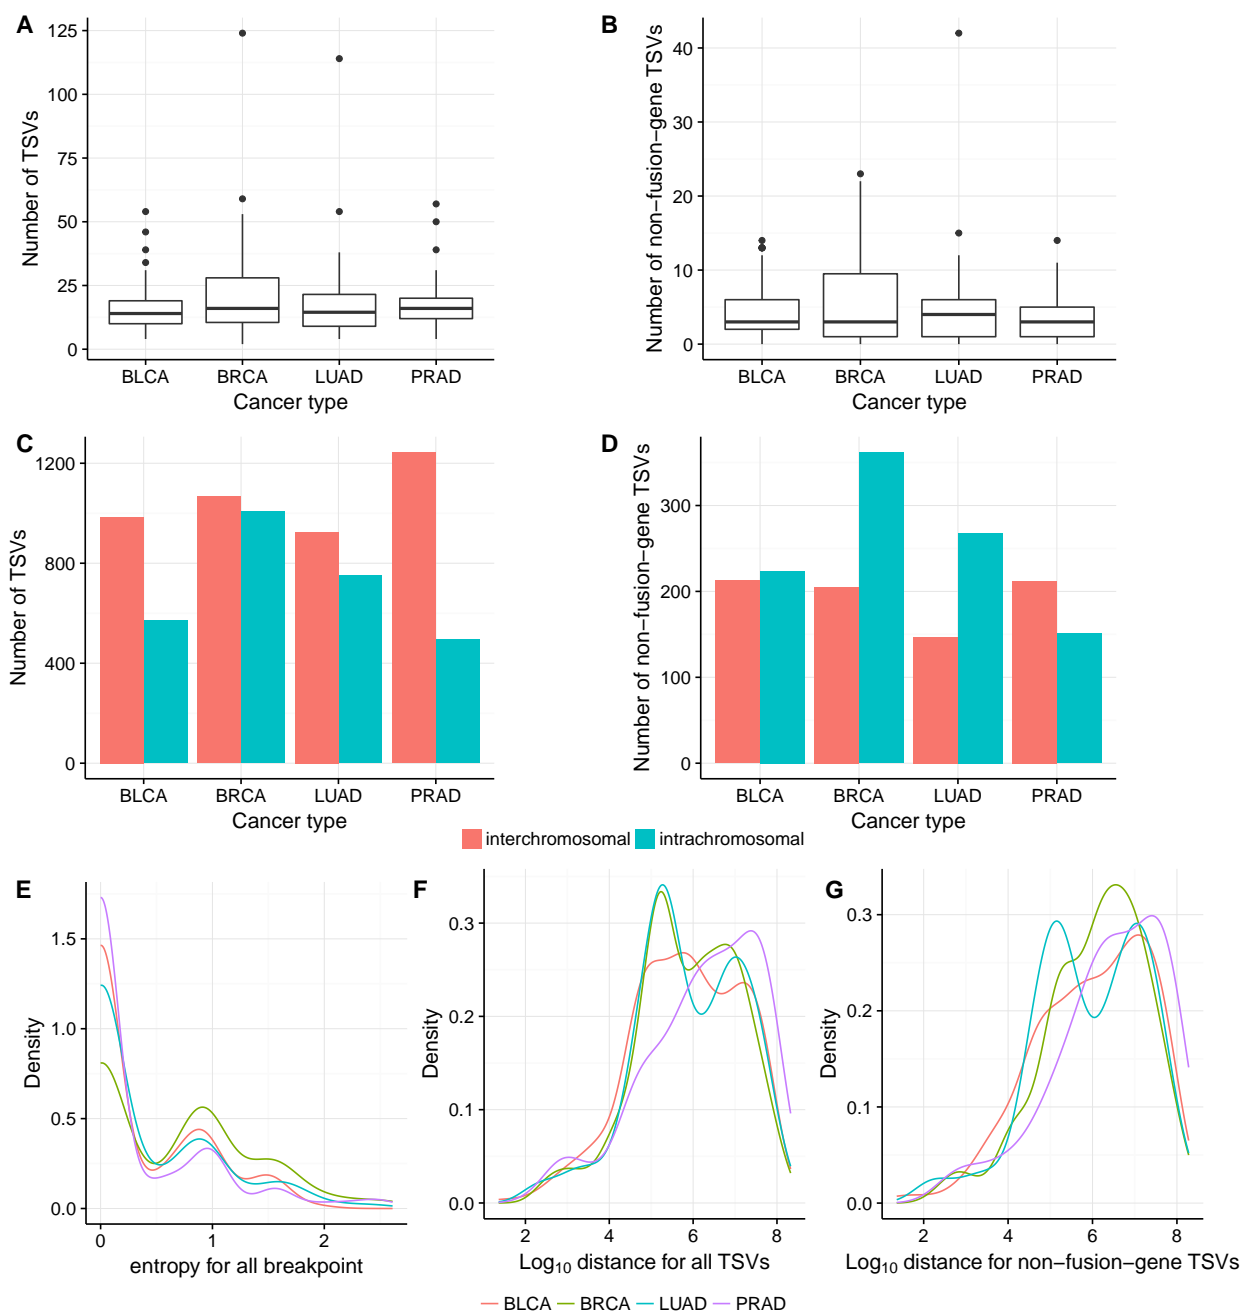 A
Number of TSVs
125
100
75
50
25
0
BLCA BRCA LUAD PRAD
Cancer type
B
Number of non−fusion−gene TSVs
40
30
20
10
0
BLCA BRCA LUAD PRAD
Cancer type
C
Number of TSVs
1200
800
400
0
BLCA BRCA LUAD PRAD
Cancer type
D
Number of non−fusion−gene TSVs
300
200
100
0
BLCA BRCA LUAD PRAD
Cancer type
interchromosomal intrachromosomal
E
Density
1.5
1.0
0.5
0.0
0 1 2
entropy for all breakpoint
F
Density
0.3
0.2
0.1
0.0
2 4 6 8
Log10 distance for all TSVs
G
Density
0.3
0.2
0.1
0.0
2 4 6 8
Log10 distance for non−fusion−gene TSVs
BLCA BRCA LUAD PRAD